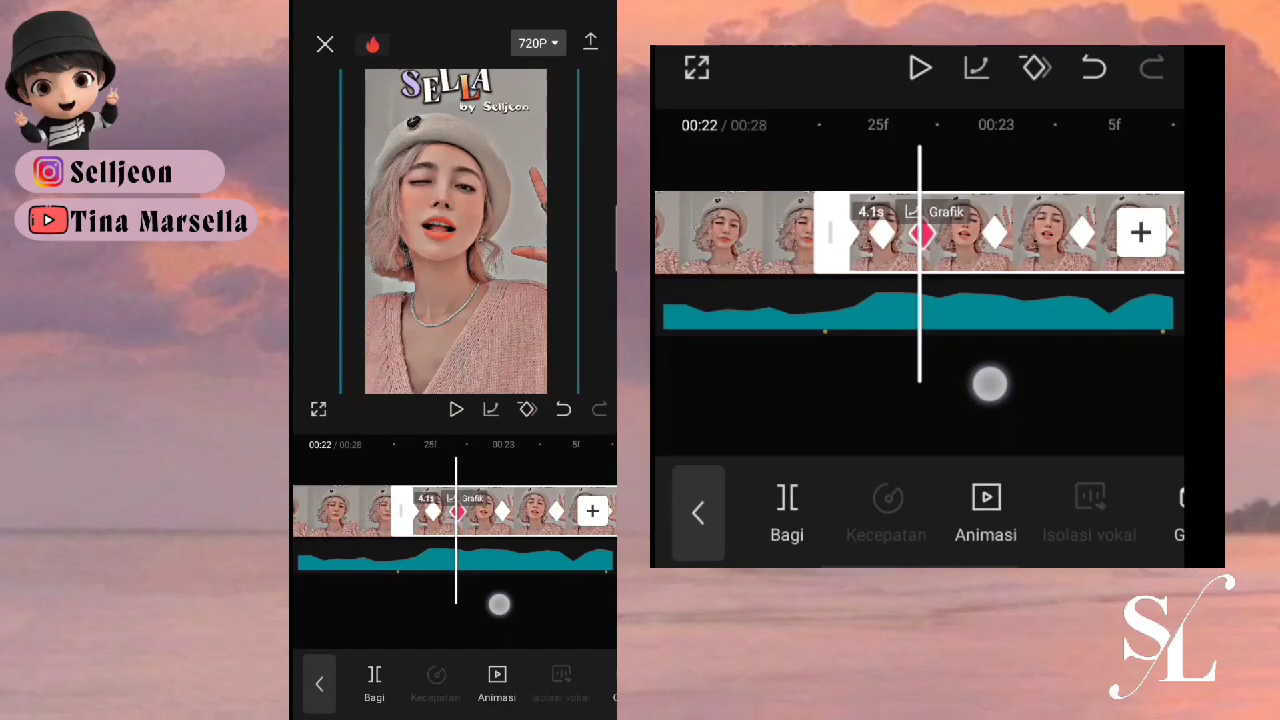 Selljeon
Tina Marsella
720P
SELLA
by Selljeon
00:22 / 00:28
25f
00:23
5f
4.1s
Grafik
Bagi
Kecepatan
Animasi
Isolasi vokal
G
00:22 / 00:28
25f
00:23
5f
4.1s
Grafik
Bagi
Kecepatan
Animasi
Isolasi vokal
G
SL